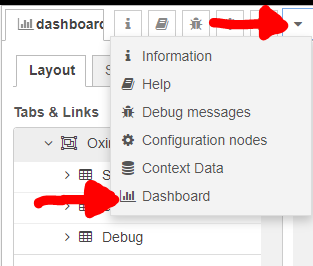 dashboard
Layout
S
Information
Help
Debug messages
Configuration nodes
Context Data
Dashboard
Tabs & Links
Oxi
S
Debug